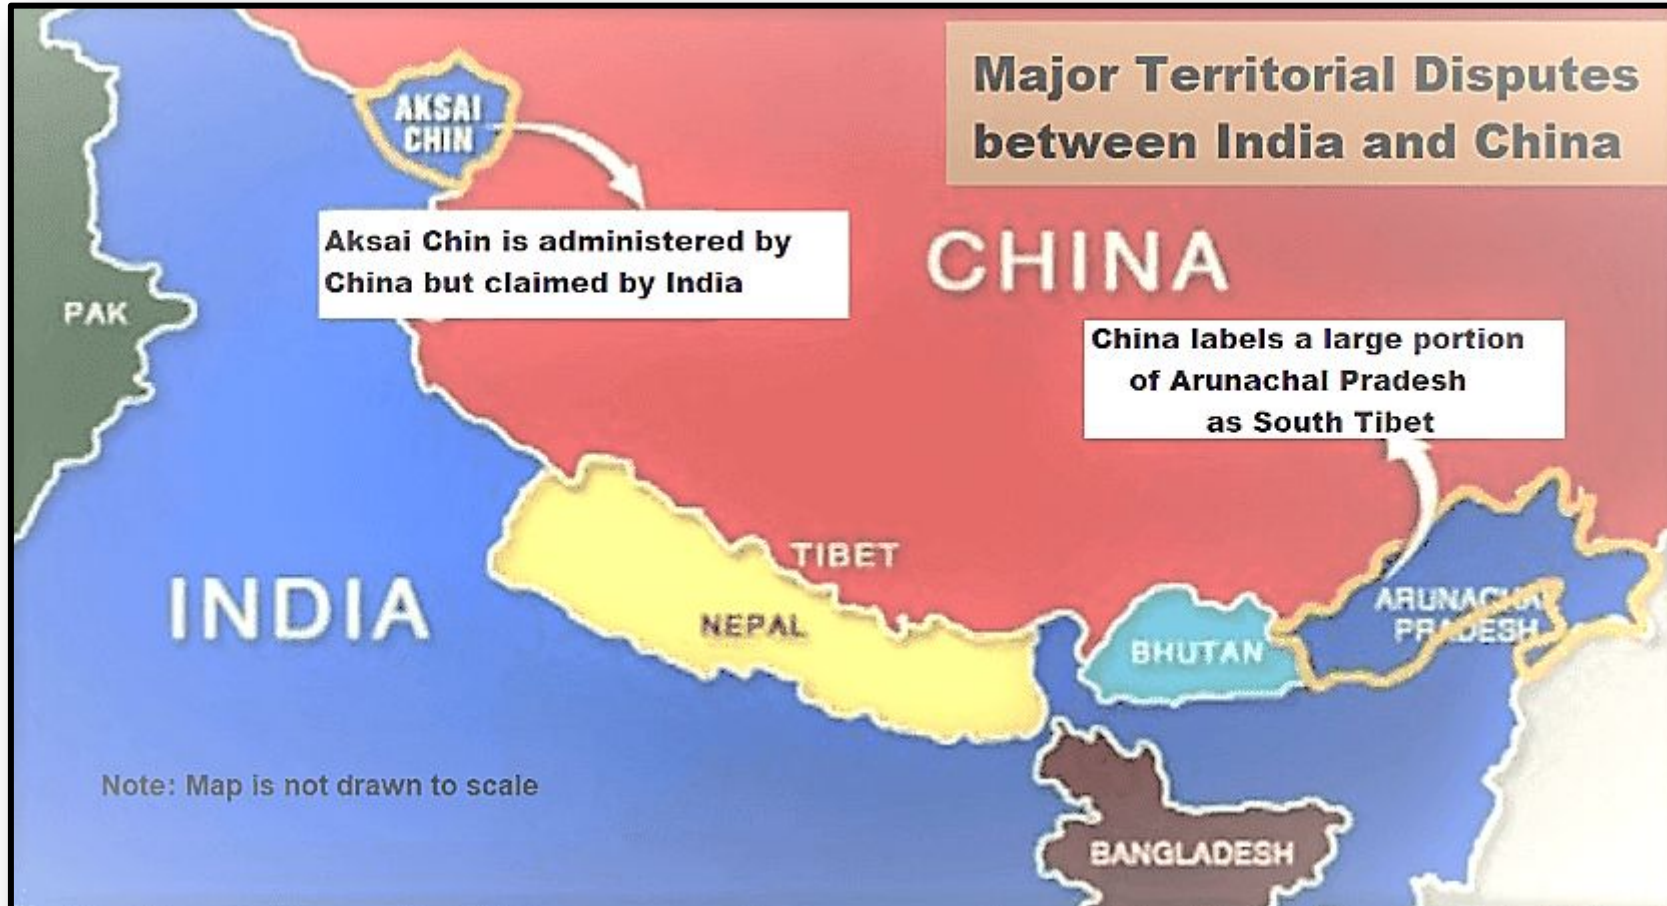 Major Territorial Disputes
between India and China
AKSAI
CHIN
Aksai Chin is administered by
China but claimed by India
CHINA
PAK
China labels a large portion
of Arunachal Pradesh
as South Tibet
TIBET
INDIA
NEPAL
ARUNACHAL
PRADESH
BHUTAN
Note: Map is not drawn to scale
BANGLADESH